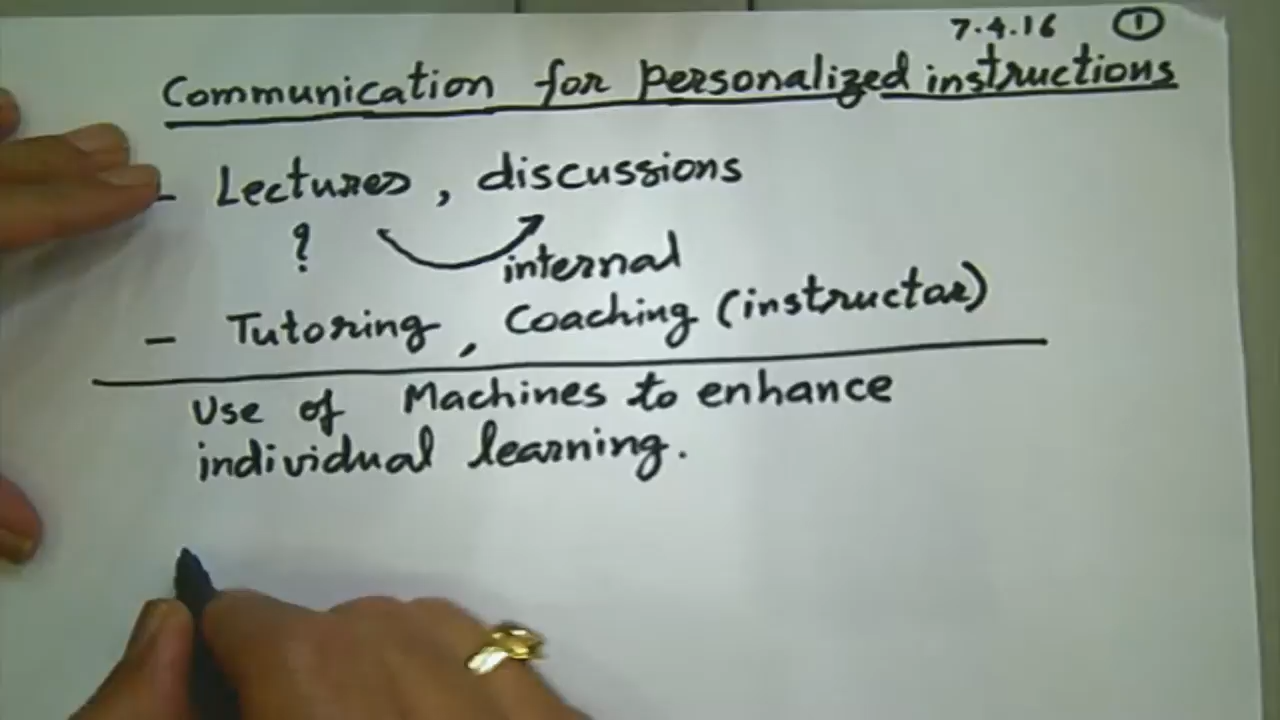 7.4.16 ①
Communication for personalized instructions
- Lectures, discussions
?
internal
- Tutoring, Coaching (instructor)
Use of Machines to enhance
individual learning.